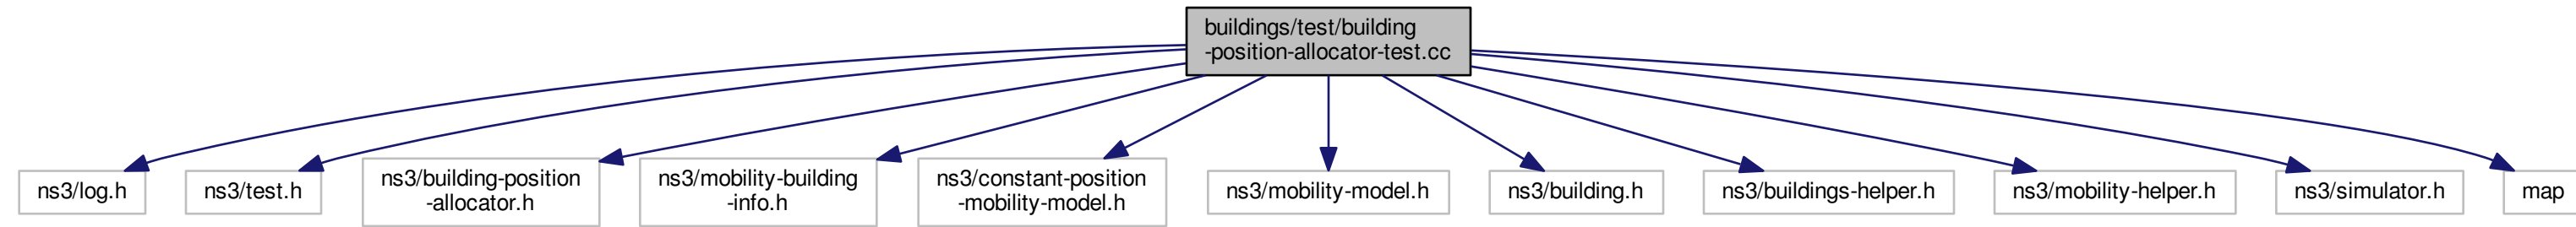 buildings/test/building
-position-allocator-test.cc
ns3/log.h
ns3/test.h
ns3/building-position
-allocator.h
ns3/mobility-building
-info.h
ns3/constant-position
-mobility-model.h
ns3/mobility-model.h
ns3/building.h
ns3/buildings-helper.h
ns3/mobility-helper.h
ns3/simulator.h
map